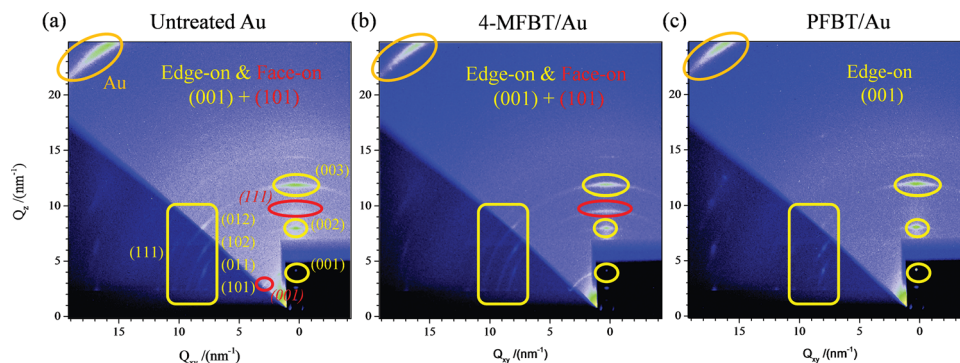 (a) Untreated Au
(b) 4-MFBT/Au
(c) PFBT/Au
Au
Edge-on & Face-on
(001) + (101)
(003)
(111)
(012)
(002)
(102)
(111)
(011)
(001)
(101)
(001)
Q_z /(nm⁻¹)
0
5
10
15
20
15
10
5
0
Q_xy /(nm⁻¹)
Edge-on & Face-on
(001) + (101)
0
5
10
15
20
15
10
5
0
Q_xy /(nm⁻¹)
Edge-on
(001)
0
5
10
15
20
15
10
5
0
Q_xy /(nm⁻¹)